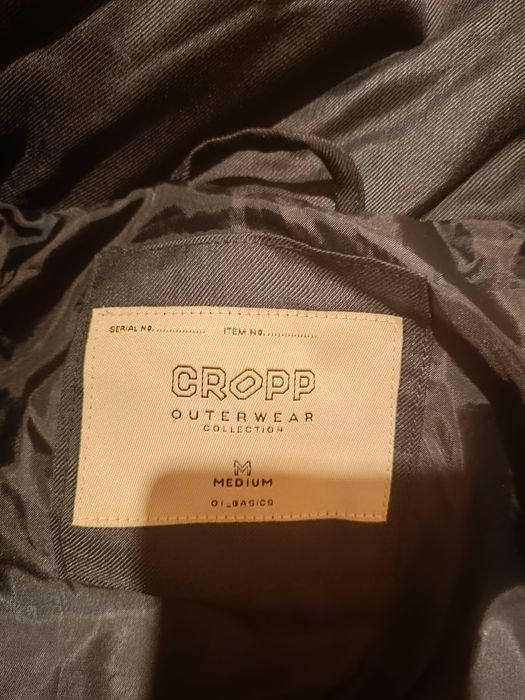 SERIAL NO. ............... ITEM NO. ...............
CROPP
OUTERWEAR
COLLECTION
M
MEDIUM
01_BASICS